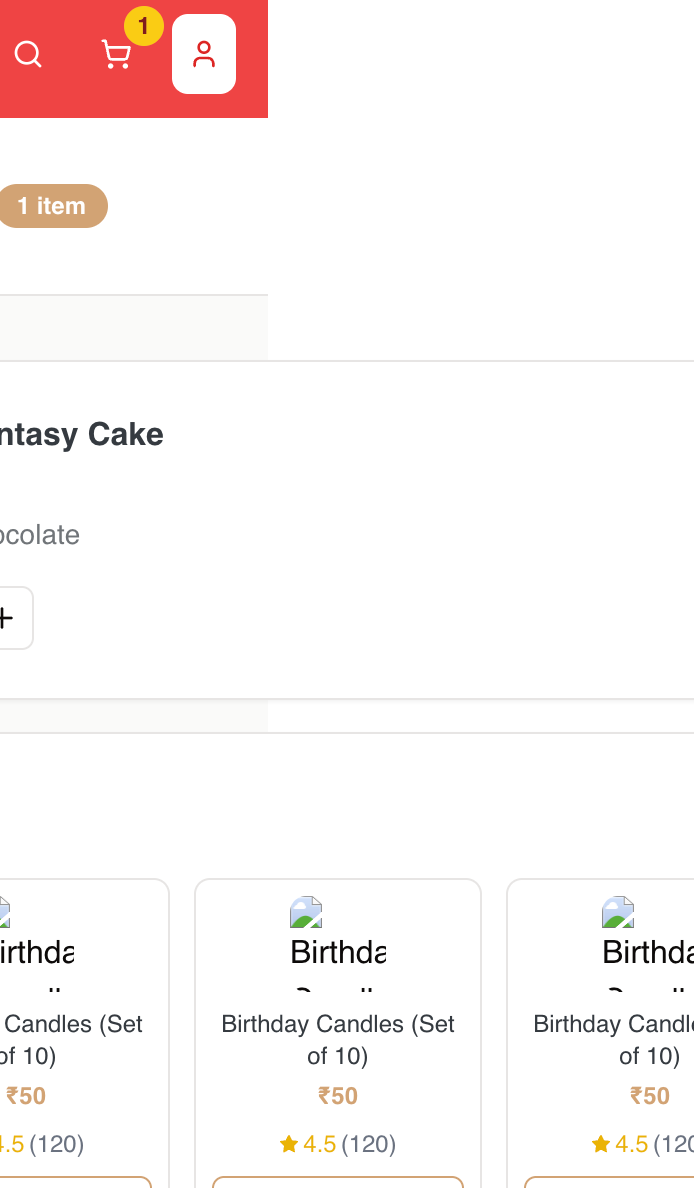 1
1 item
ntasy Cake
ocolate
irthda
Birthda
Birthda
Candles (Set
of 10)
Birthday Candles (Set
of 10)
Birthday Candle
of 10)
₹50
₹50
₹50
4.5 (120)
4.5 (120)
4.5 (120